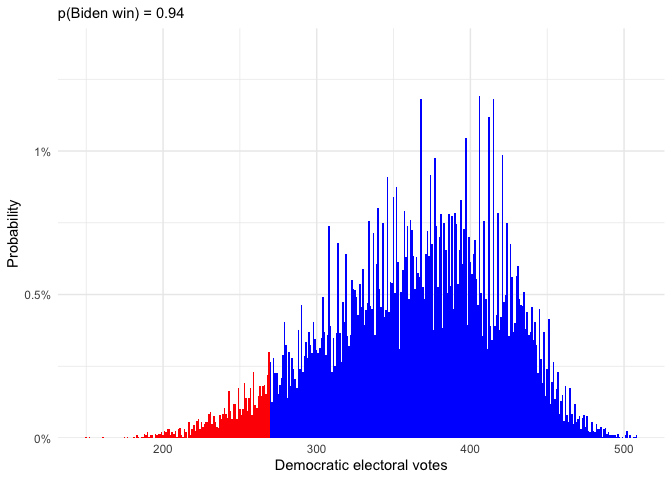 p(Biden win) = 0.94
Probability
1%
0.5%
0%
200
300
400
500
Democratic electoral votes